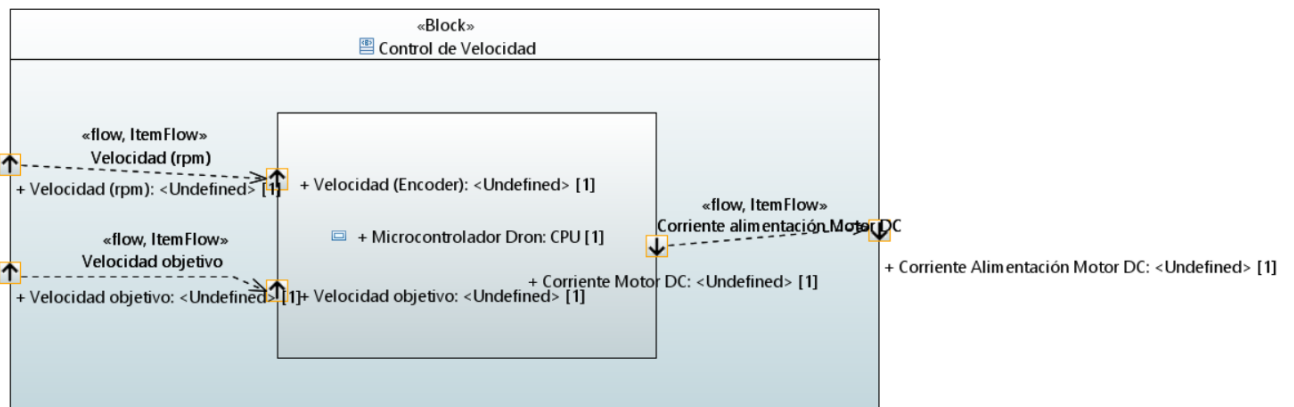 «Block»
Control de Velocidad
«flow, ItemFlow»
Velocidad (rpm)
+ Velocidad (rpm): <Undefined> [1]
+ Velocidad (Encoder): <Undefined> [1]
«flow, ItemFlow»
Corriente alimentación Motor DC
«flow, ItemFlow»
Velocidad objetivo
+ Microcontrolador Dron: CPU [1]
+ Corriente Alimentación Motor DC: <Undefined> [1]
+ Corriente Motor DC: <Undefined> [1]
+ Velocidad objetivo: <Undefined> [1]
+ Velocidad objetivo: <Undefined> [1]